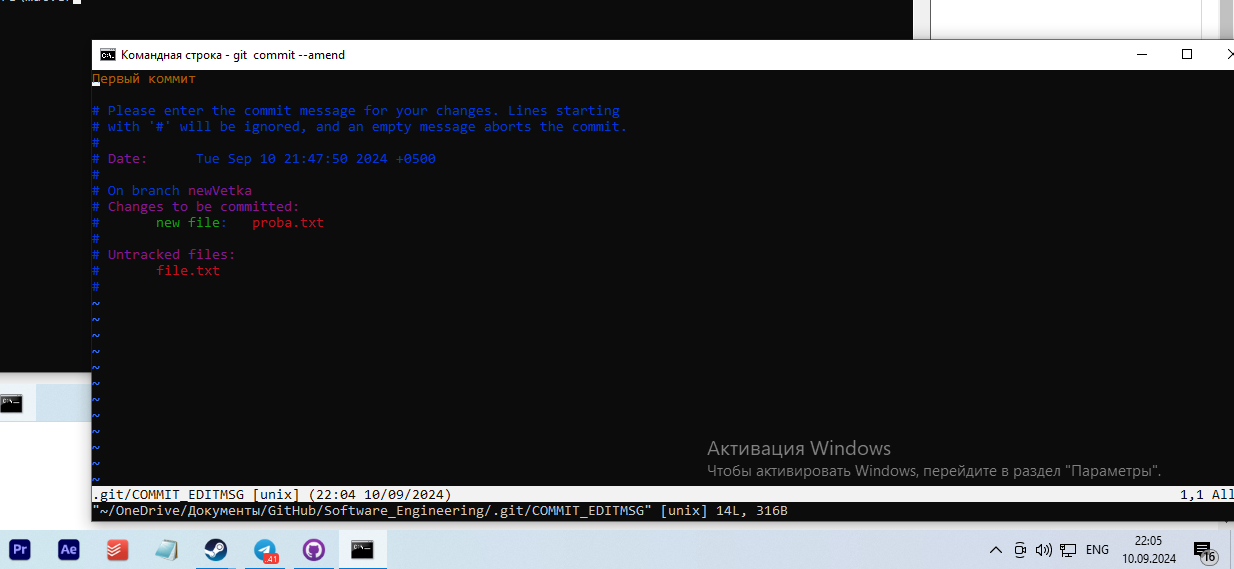 Командная строка - git  commit --amend
Первый коммит
# Please enter the commit message for your changes. Lines starting
# with '#' will be ignored, and an empty message aborts the commit.
#
# Date:      Tue Sep 10 21:47:50 2024 +0500
#
# On branch newVetka
# Changes to be committed:
#       new file:   proba.txt
#
# Untracked files:
#       file.txt
#
~
~
~
~
~
~
~
~
~
~
~
~
Активация Windows
Чтобы активировать Windows, перейдите в раздел "Параметры".
.git/COMMIT_EDITMSG [unix] (22:04 10/09/2024) 1,1 All
"~/OneDrive/Документы/GitHub/Software_Engineering/.git/COMMIT_EDITMSG" [unix] 14L, 316B
Pr Ae 41 ENG 22:05 16
10.09.2024